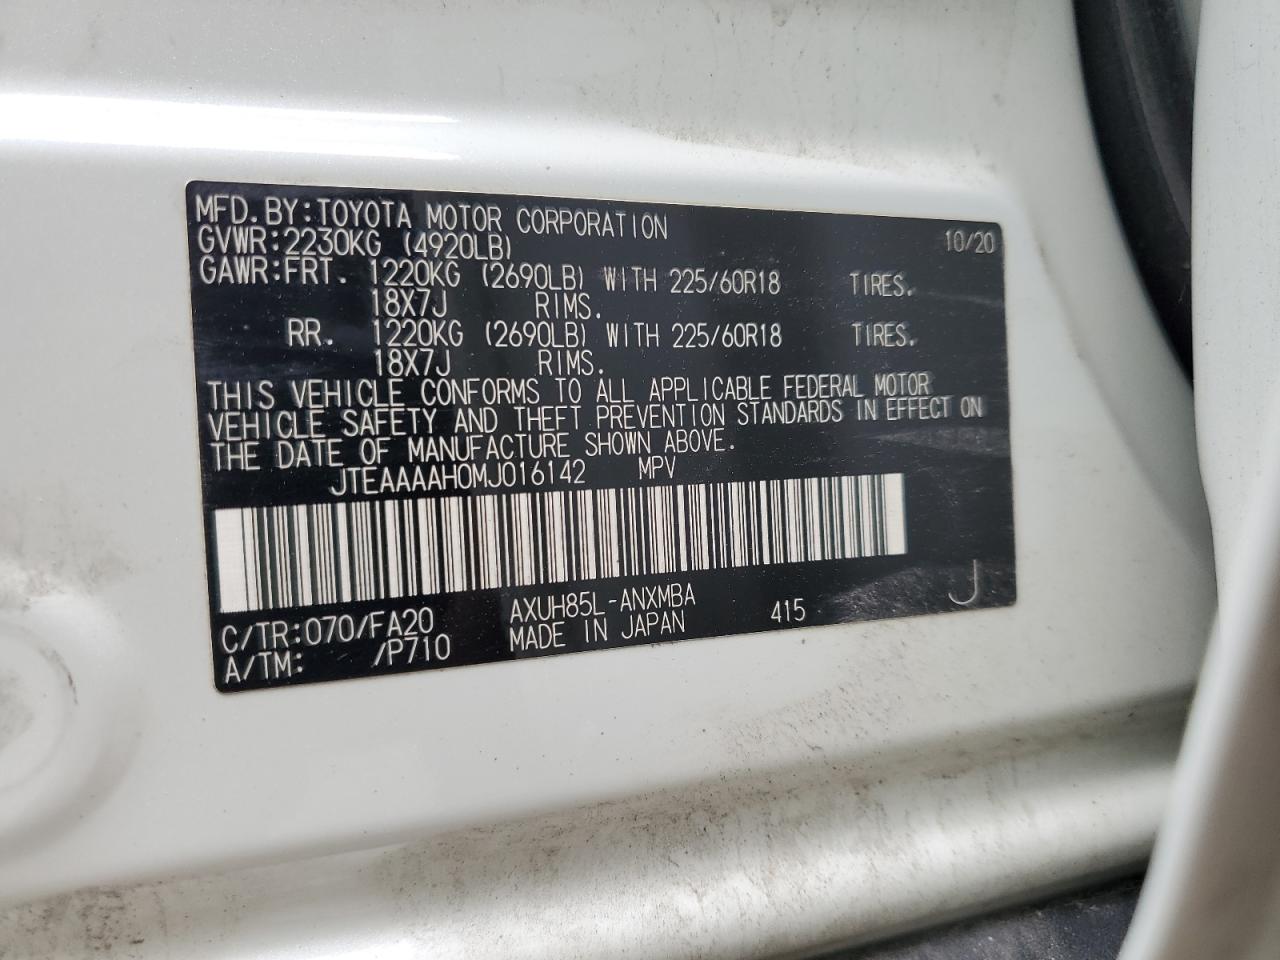 MFD.BY:TOYOTA MOTOR CORPORATION 10/20
GVWR:2230KG (4920LB)
GAWR:FRT. 1220KG (2690LB) WITH 225/60R18 TIRES.
18X7J RIMS.
RR. 1220KG (2690LB) WITH 225/60R18 TIRES.
18X7J RIMS.
THIS VEHICLE CONFORMS TO ALL APPLICABLE FEDERAL MOTOR
VEHICLE SAFETY AND THEFT PREVENTION STANDARDS IN EFFECT ON
THE DATE OF MANUFACTURE SHOWN ABOVE.
JTEAAAAH0MJ016142 MPV
C/TR:070/FA20 AXUH85L-ANXMBA
A/TM: /P710 MADE IN JAPAN 415 J